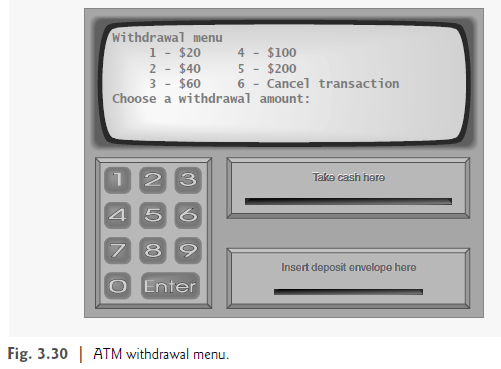 Withdrawal menu
1 - $20 4 - $100
2 - $40 5 - $200
3 - $60 6 - Cancel transaction
Choose a withdrawal amount:
1 2 3
Take cash here
4 5 6
7 8 9
Insert deposit envelope here
0 Enter
Fig. 3.30 | ATM withdrawal menu.